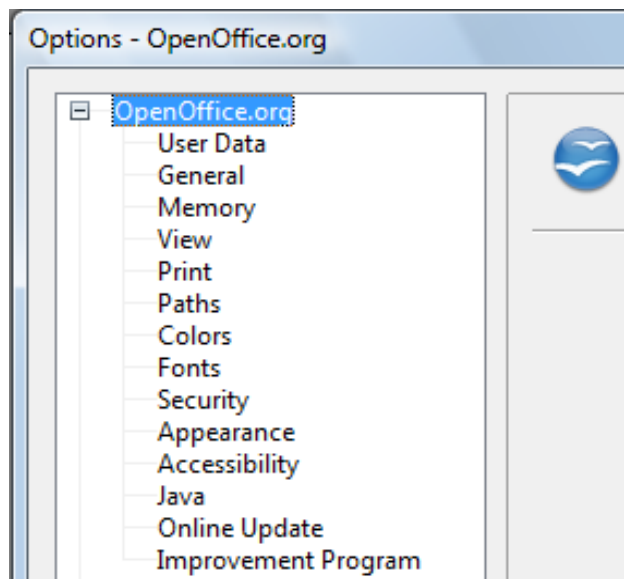 Options - OpenOffice.org
OpenOffice.org
User Data
General
Memory
View
Print
Paths
Colors
Fonts
Security
Appearance
Accessibility
Java
Online Update
Improvement Program